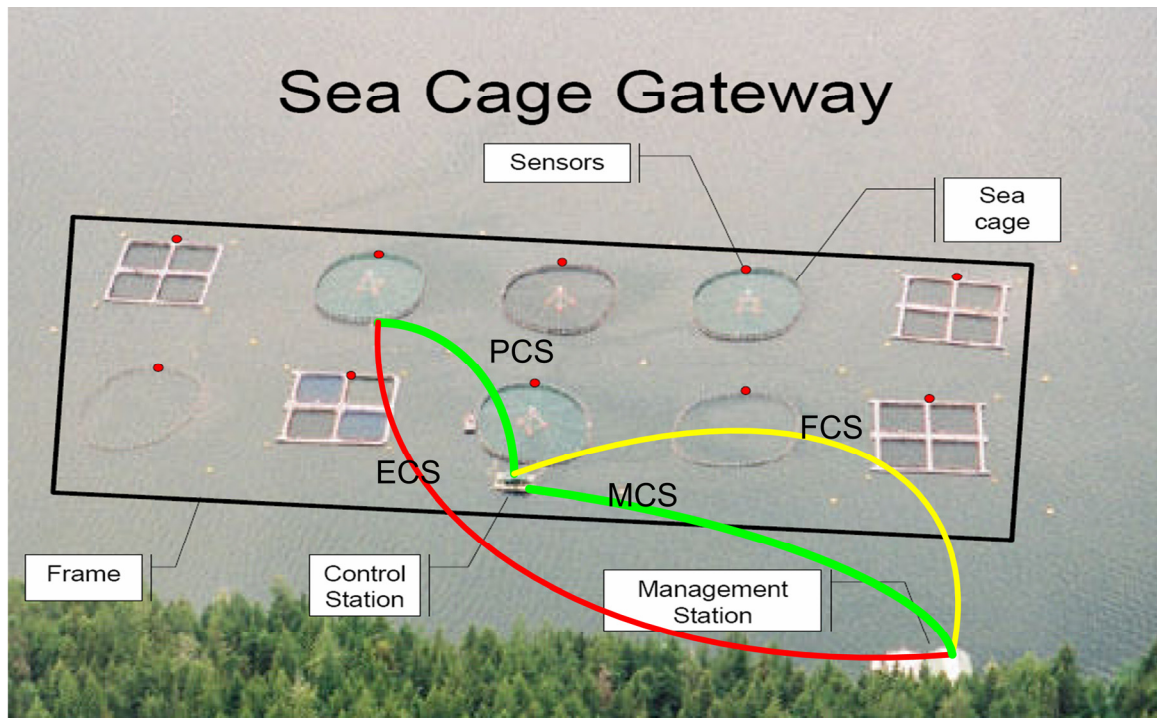 Sea Cage Gateway
Sensors
Sea
cage
PCS
FCS
ECS
MCS
Frame
Control
Station
Management
Station